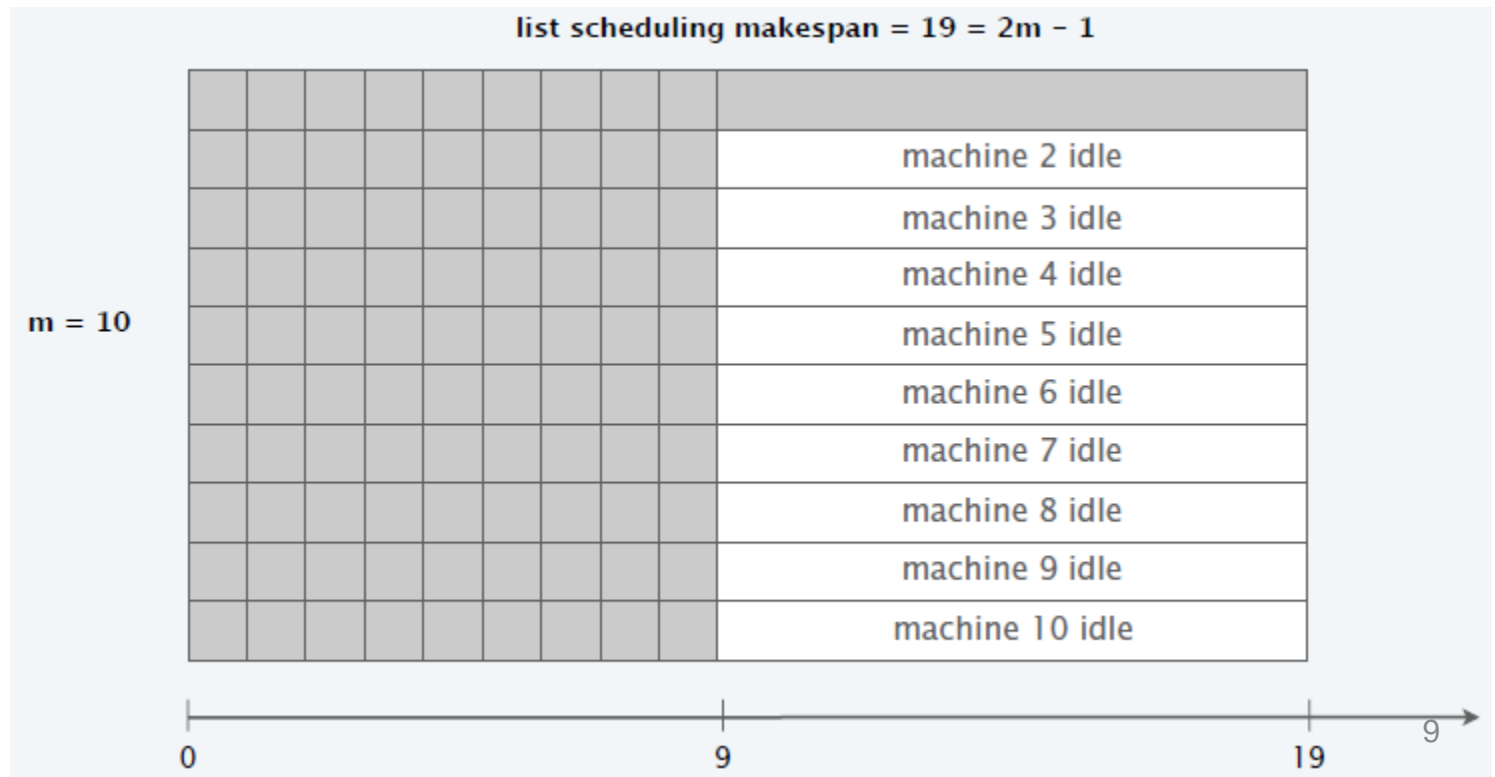 list scheduling makespan = 19 = 2m – 1
machine 2 idle
machine 3 idle
machine 4 idle
m = 10
machine 5 idle
machine 6 idle
machine 7 idle
machine 8 idle
machine 9 idle
machine 10 idle
9
0 9 19